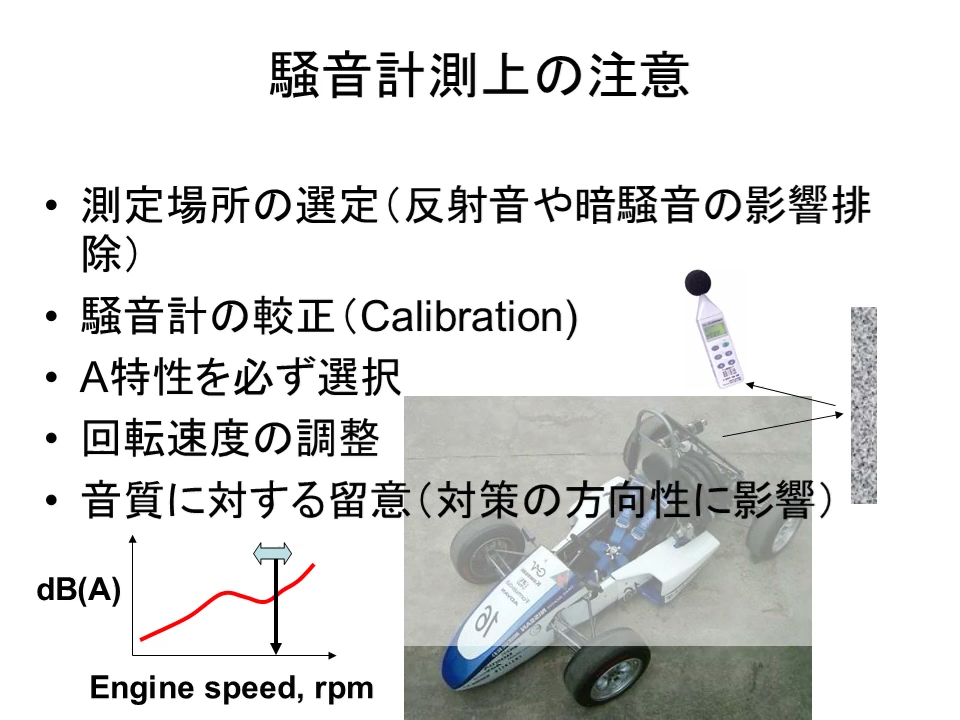 騒音計測上の注意
• 測定場所の選定（反射音や暗騒音の影響排
除）
• 騒音計の較正（Calibration)
• A特性を必ず選択
• 回転速度の調整
• 音質に対する留意（対策の方向性に影響）
dB(A)
Engine speed, rpm
16